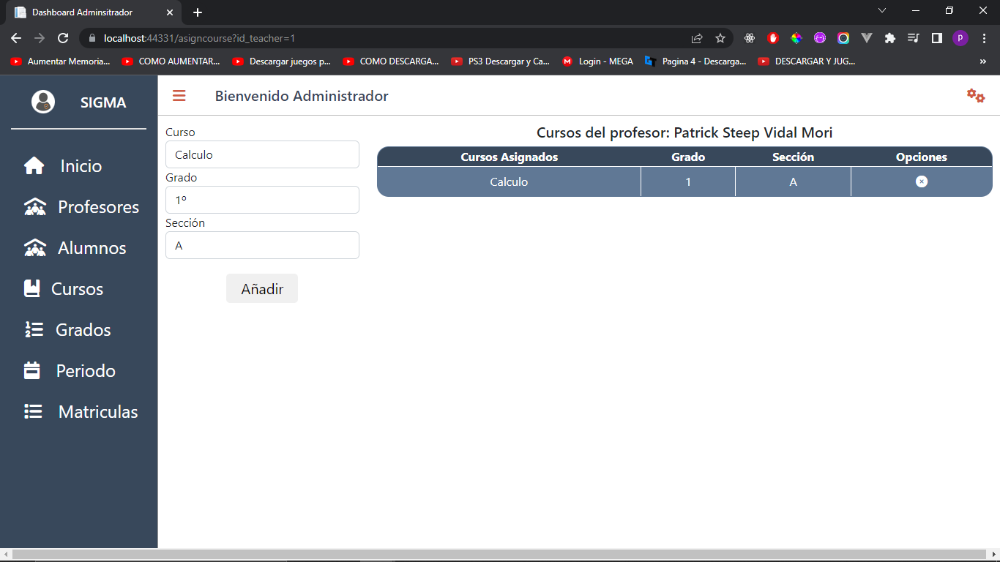 Dashboard Adminsitrador
localhost:44331/asigncourse?id_teacher=1
P
Aumentar Memoria...
COMO AUMENTAR...
Descargar juegos p...
COMO DESCARGA...
PS3 Descargar y Ca...
M
Login - MEGA
Pagina 4 - Descarga...
DESCARGAR Y JUG...
»
SIGMA
Bienvenido Administrador
Inicio
Profesores
Alumnos
Cursos
Grados
Periodo
Matriculas
Curso
Calculo
Grado
1º
Sección
A
Añadir
Cursos del profesor: Patrick Steep Vidal Mori
Cursos Asignados Grado Sección Opciones
Calculo 1 A